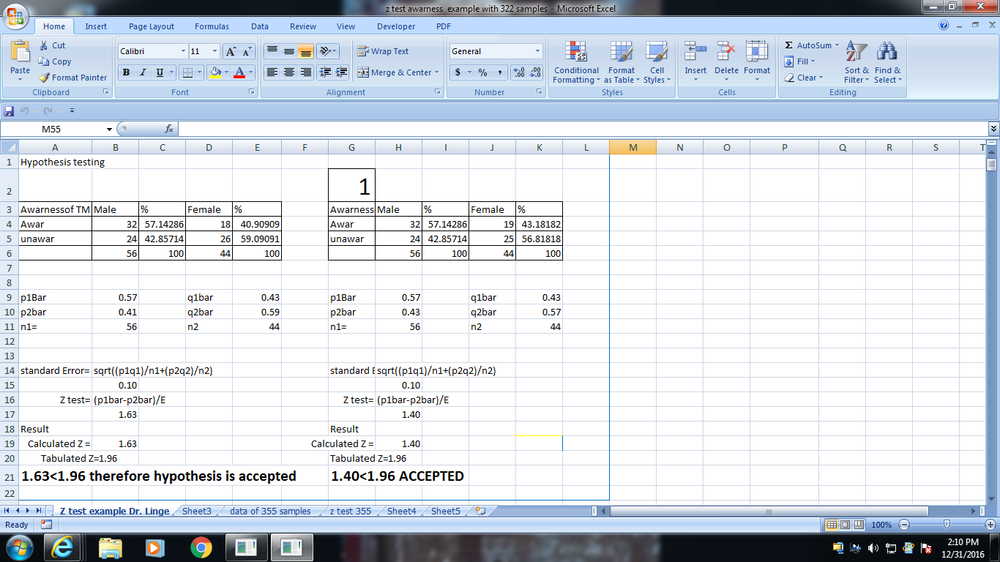 z test awarness  example with 322 samples - Microsoft Excel
Home Insert Page Layout Formulas Data Review View Developer PDF
Cut
Copy
Format Painter
Paste
Clipboard
Calibri 11
B I U
Font
Wrap Text
Merge & Center
Alignment
General
$ % ,
Number
Conditional Formatting
Format as Table
Cell Styles
Styles
Insert Delete Format
Cells
Σ AutoSum
Fill
Clear
Sort & Filter
Find & Select
Editing
M55 fx
A B C D E F G H I J K L M N O P Q R S T
1 Hypothesis testing
2 1
3 Awarnessof TM Male % Female % Awarness Male % Female %
4 Awar 32 57.14286 18 40.90909 Awar 32 57.14286 19 43.18182
5 unawar 24 42.85714 26 59.09091 unawar 24 42.85714 25 56.81818
6 56 100 44 100 56 100 44 100
7
8
9 p1Bar 0.57 q1bar 0.43 p1Bar 0.57 q1bar 0.43
10 p2bar 0.41 q2bar 0.59 p2bar 0.43 q2bar 0.57
11 n1= 56 n2 44 n1= 56 n2 44
12
13
14 standard Error= sqrt((p1q1)/n1+(p2q2)/n2) standard E sqrt((p1q1)/n1+(p2q2)/n2)
15 0.10 0.10
16 Z test= (p1bar-p2bar)/E Z test= (p1bar-p2bar)/E
17 1.63 1.40
18 Result Result
19 Calculated Z = 1.63 Calculated Z = 1.40
20 Tabulated Z=1.96 Tabulated Z=1.96
21 1.63<1.96 therefore hypothesis is accepted 1.40<1.96 ACCEPTED
22
Z test example Dr. Linge Sheet3 data of 355 samples z test 355 Sheet4 Sheet5
Ready 100%
2:10 PM
12/31/2016